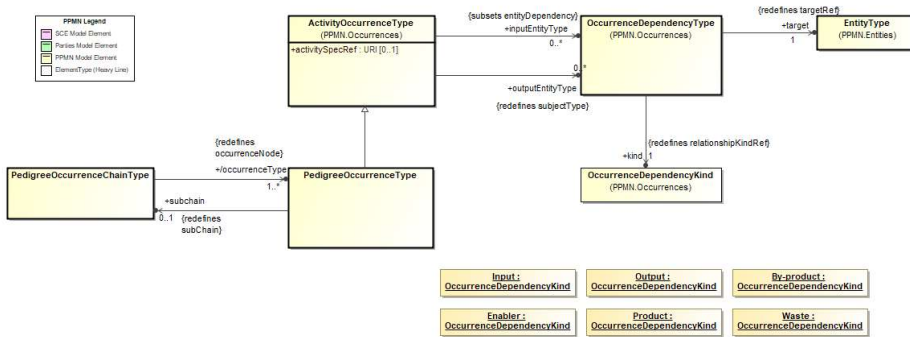 PPMN Legend
SCE Model Element
Parties Model Element
PPMN Model Element
ElementType (Heavy Line)
ActivityOccurrenceType
(PPMN.Occurrences)
+activitySpecRef : URI [0..1]
{subsets entityDependency}
+inputEntityType
0..*
0..*
+outputEntityType
{redefines subjectType}
OccurrenceDependencyType
(PPMN.Occurrences)
{redefines targetRef}
+target
1
EntityType
(PPMN.Entities)
{redefines relationshipKindRef}
+kind 1
OccurrenceDependencyKind
(PPMN.Occurrences)
{redefines
occurrenceNode}
+/occurrenceType
1..*
PedigreeOccurrenceChainType
PedigreeOccurrenceType
+subchain
0..1
{redefines
subChain}
Input :
OccurrenceDependencyKind
Output :
OccurrenceDependencyKind
By-product :
OccurrenceDependencyKind
Enabler :
OccurrenceDependencyKind
Product :
OccurrenceDependencyKind
Waste :
OccurrenceDependencyKind